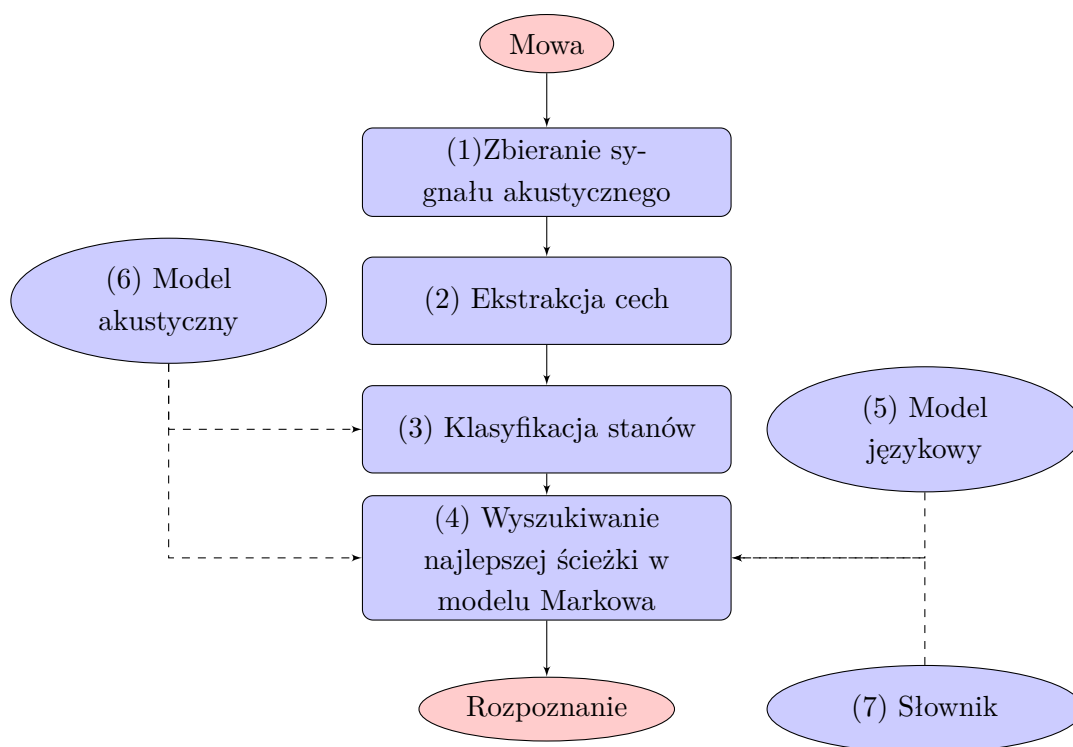 Mowa
(1)Zbieranie sy-
gnału akustycznego
(6) Model
akustyczny
(2) Ekstrakcja cech
(3) Klasyfikacja stanów
(5) Model
językowy
(4) Wyszukiwanie
najlepszej ścieżki w
modelu Markowa
Rozpoznanie
(7) Słownik